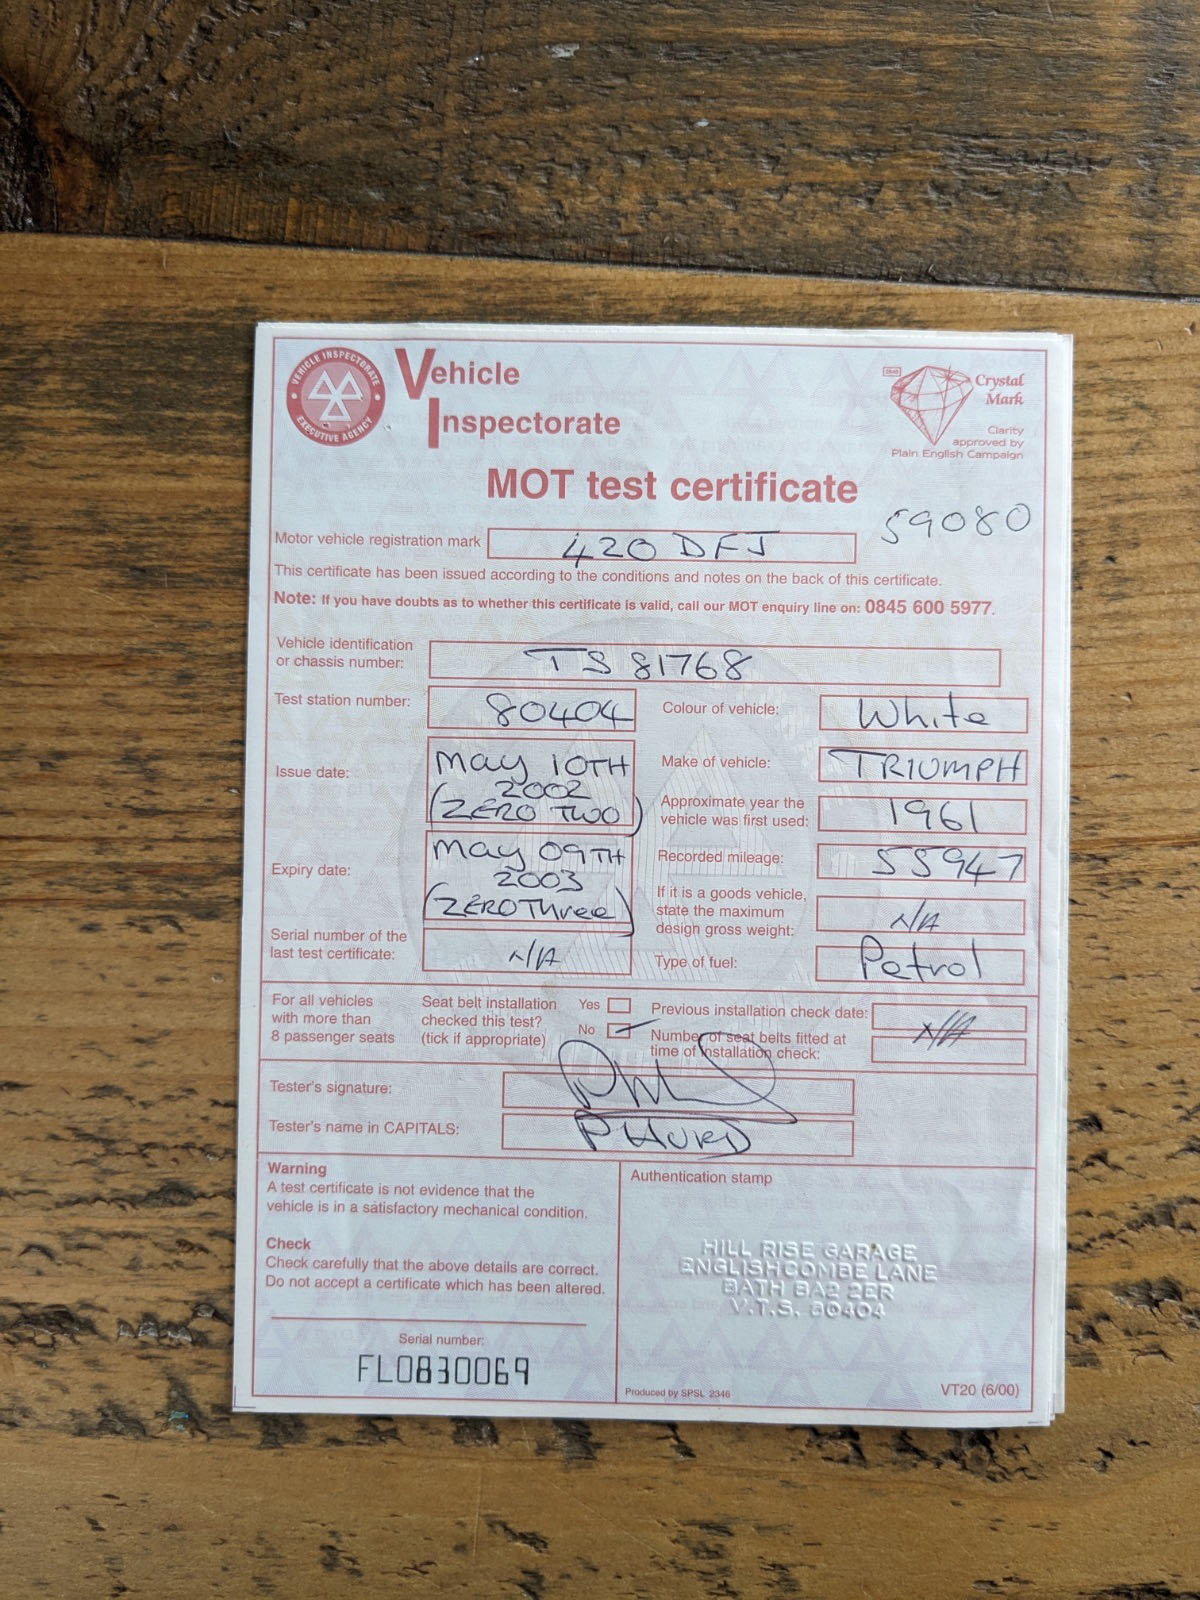 VEHICLE INSPECTORATE
EXECUTIVE AGENCY
Vehicle
Inspectorate
Crystal
Mark
Clarity
approved by
Plain English Campaign
MOT test certificate
59080
Motor vehicle registration mark 420 DFJ
This certificate has been issued according to the conditions and notes on the back of this certificate.
Note: If you have doubts as to whether this certificate is valid, call our MOT enquiry line on: 0845 600 5977.
Vehicle identification
or chassis number: TS 81768
Test station number: 80404
Colour of vehicle: White
Issue date: May 10TH
2002
(ZERO TWO)
Make of vehicle: TRIUMPH
Approximate year the
vehicle was first used: 1961
Expiry date: May 09TH
2003
(ZERO Three)
Recorded mileage: 55947
If it is a goods vehicle,
state the maximum
design gross weight: N/A
Serial number of the
last test certificate: N/A
Type of fuel: Petrol
For all vehicles
with more than
8 passenger seats
Seat belt installation
checked this test?
(tick if appropriate)
Yes
No
Previous installation check date:
Number of seat belts fitted at
time of installation check:
N/A
Tester's signature:
Tester's name in CAPITALS: P HURD
Warning
A test certificate is not evidence that the
vehicle is in a satisfactory mechanical condition.
Check
Check carefully that the above details are correct.
Do not accept a certificate which has been altered.
Serial number:
FL0830069
Authentication stamp
HILL RISE GARAGE
ENGLISHCOMBE LANE
BATH BA2 2ER
V.T.S. 80404
Produced by SPSL 2346
VT20 (6/00)